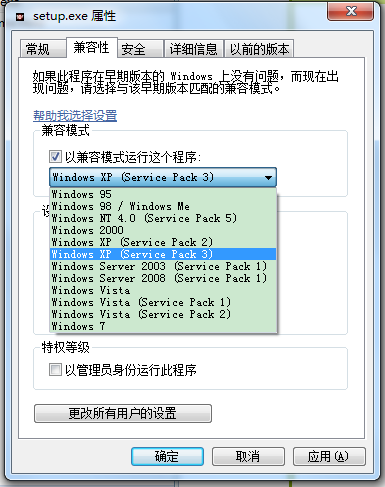 setup.exe 属性
常规 兼容性 安全 详细信息 以前的版本
如果此程序在早期版本的 Windows 上没有问题，而现在出
现问题，请选择与该早期版本匹配的兼容模式。
帮助我选择设置
兼容模式
以兼容模式运行这个程序:
Windows XP (Service Pack 3)
Windows 95
Windows 98 / Windows Me
Windows NT 4.0 (Service Pack 5)
Windows 2000
Windows XP (Service Pack 2)
Windows XP (Service Pack 3)
Windows Server 2003 (Service Pack 1)
Windows Server 2008 (Service Pack 1)
Windows Vista
Windows Vista (Service Pack 1)
Windows Vista (Service Pack 2)
Windows 7
特权等级
以管理员身份运行此程序
更改所有用户的设置
确定 取消 应用(A)